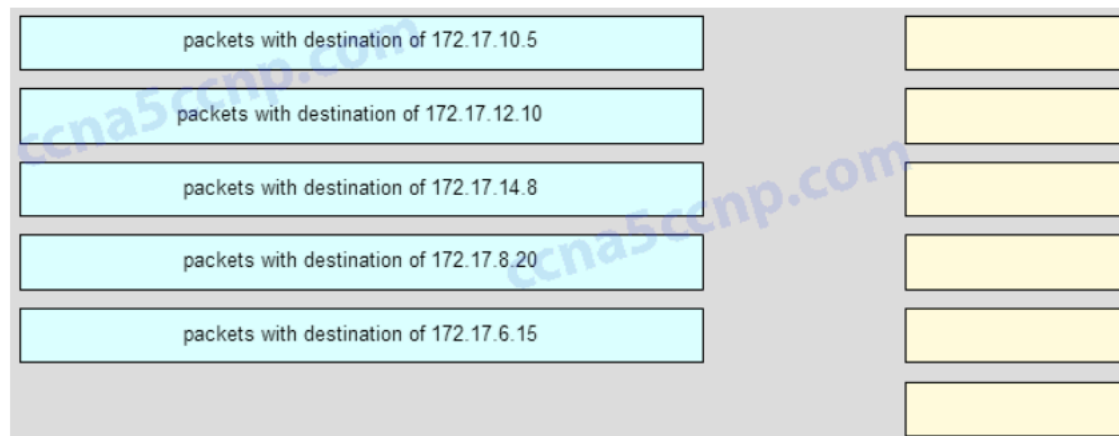 packets with destination of 172.17.10.5
packets with destination of 172.17.12.10
packets with destination of 172.17.14.8
packets with destination of 172.17.8.20
packets with destination of 172.17.6.15
ccna5ccnp.com
ccna5ccnp.com